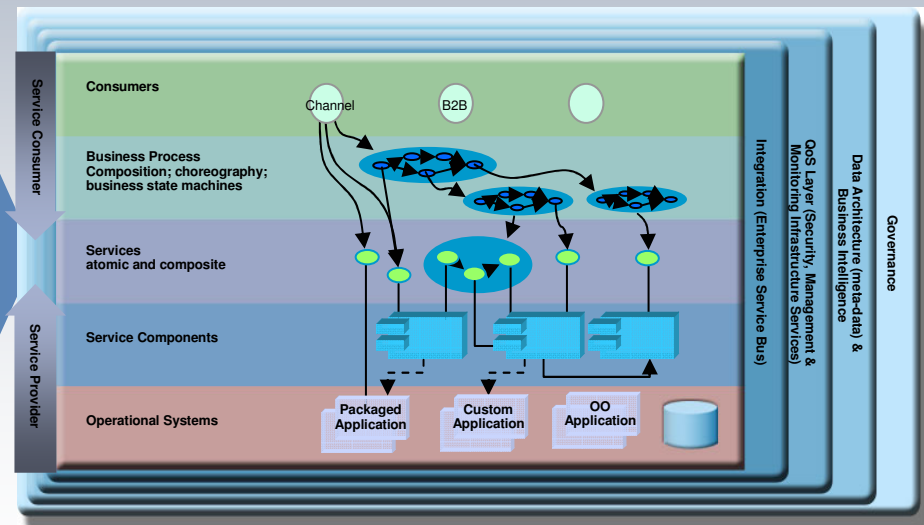 Service Consumer
Service Provider
Consumers
Channel
B2B
Business Process
Composition; choreography;
business state machines
Services
atomic and composite
Service Components
Operational Systems
Packaged
Application
Custom
Application
OO
Application
Integration (Enterprise Service Bus)
QoS Layer (Security, Management &
Monitoring Infrastructure Services)
Data Architecture (meta-data) &
Business Intelligence
Governance